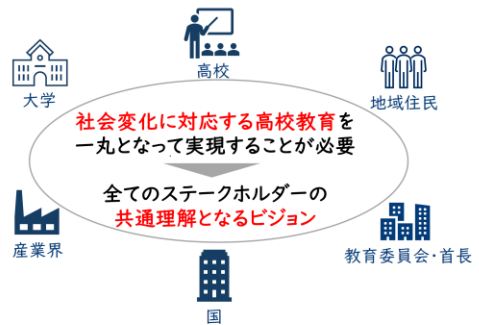 高校
大学
地域住民
社会変化に対応する高校教育を
一丸となって実現することが必要
全てのステークホルダーの
共通理解となるビジョン
産業界
教育委員会・首長
国